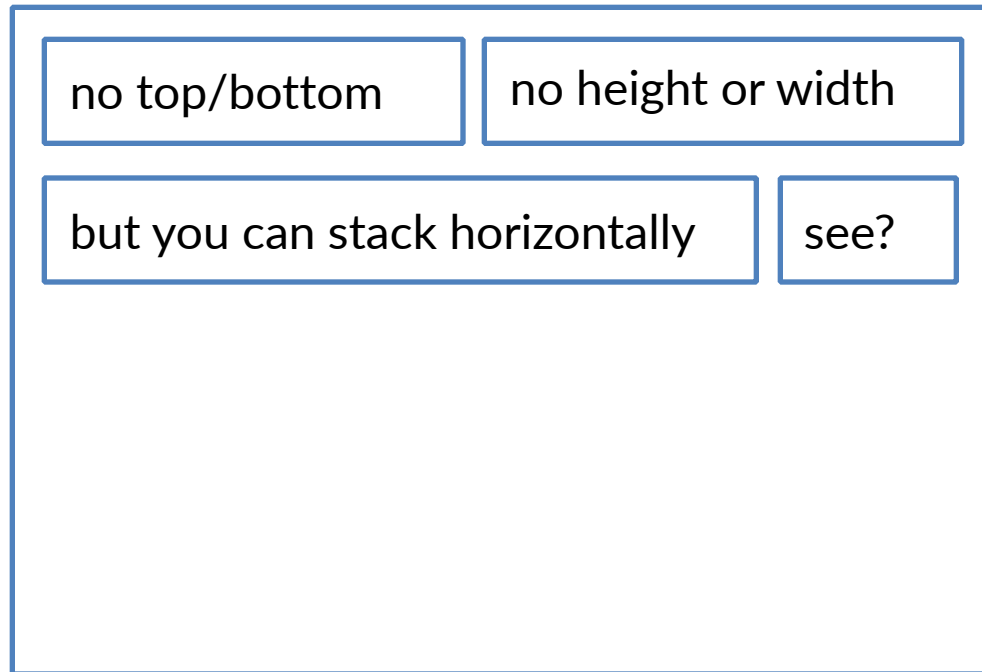 no top/bottom
no height or width
but you can stack horizontally
see?